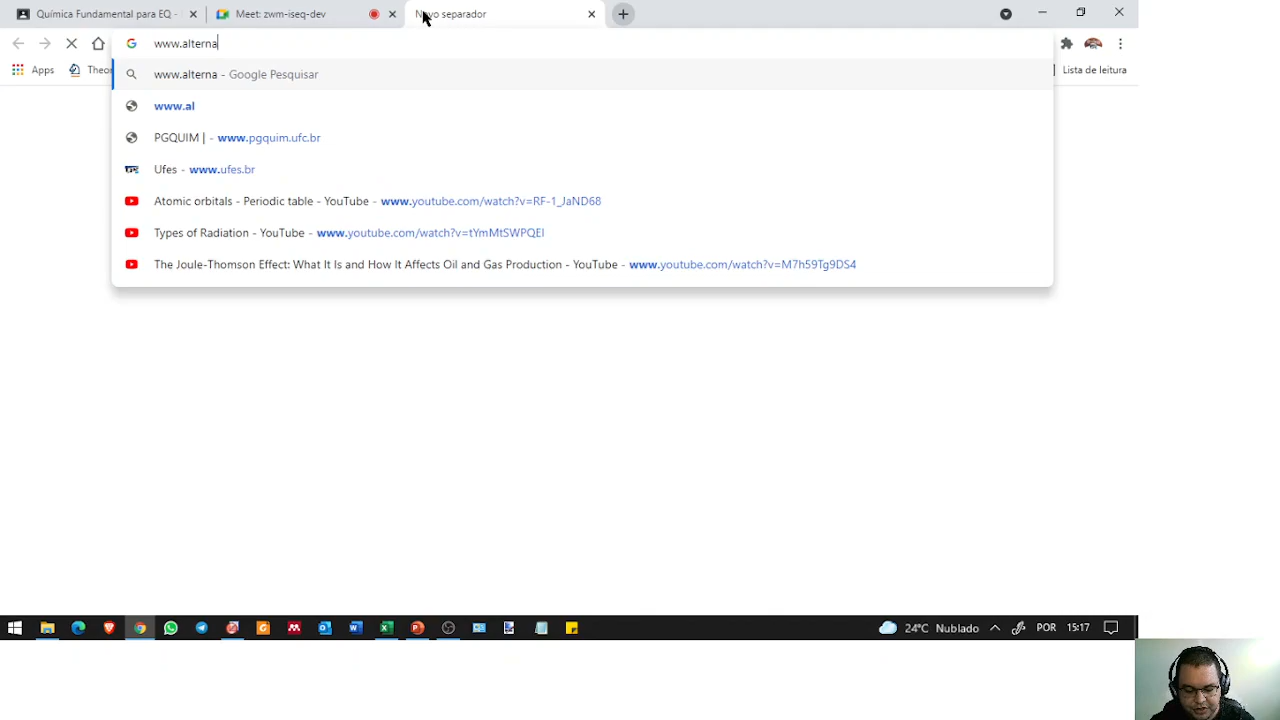 Química Fundamental para EQ -
Meet: zwm-iseq-dev
Novo separador
www.alterna
Apps
Theor
Lista de leitura
www.alterna - Google Pesquisar
www.al
PGQUIM | - www.pgquim.ufc.br
Ufes - www.ufes.br
Atomic orbitals - Periodic table - YouTube - www.youtube.com/watch?v=RF-1_JaND68
Types of Radiation - YouTube - www.youtube.com/watch?v=tYmMtSWPQEI
The Joule-Thomson Effect: What It Is and How It Affects Oil and Gas Production - YouTube - www.youtube.com/watch?v=M7h59Tg9DS4
24°C Nublado
POR
15:17